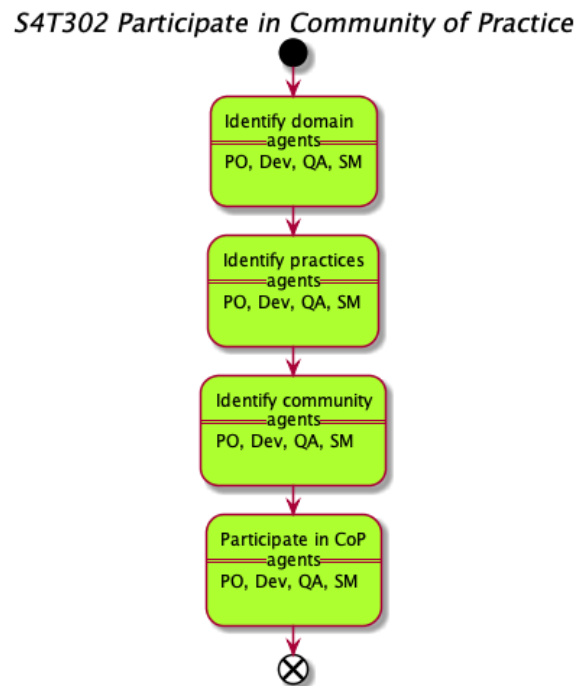 S4T302 Participate in Community of Practice
Identify domain
agents
PO, Dev, QA, SM
Identify practices
agents
PO, Dev, QA, SM
Identify community
agents
PO, Dev, QA, SM
Participate in CoP
agents
PO, Dev, QA, SM